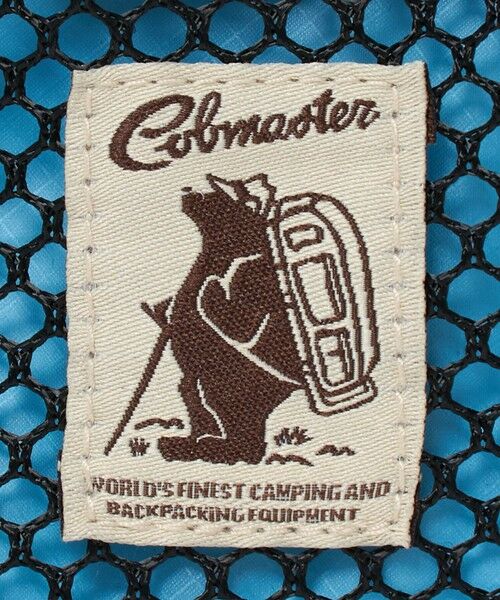 Cobmaster
WORLD'S FINEST CAMPING AND
BACKPACKING EQUIPMENT